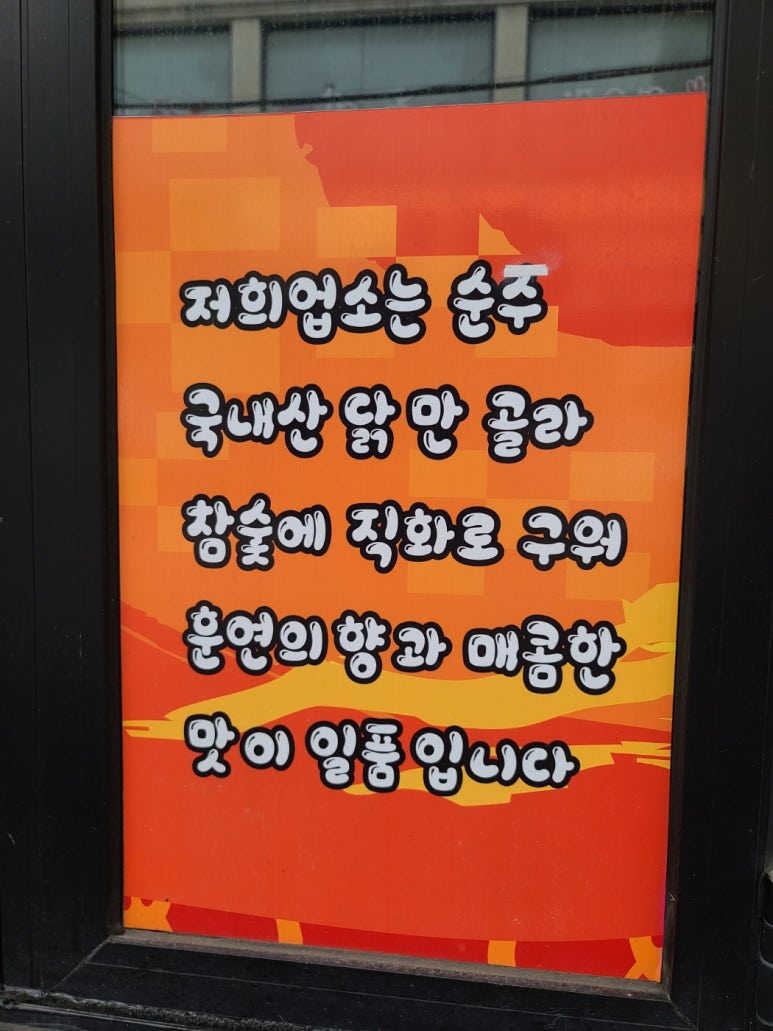 저희업소는 순주
국내산 닭만 골라
참숯에 직화로 구워
훈연의 향과 매콤한
맛이 일품입니다